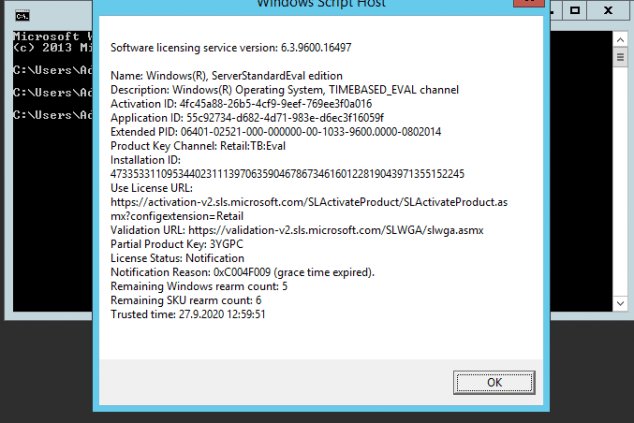 Windows Script Host
Microsoft W
(c) 2013 Mi
C:\Users\Ad
C:\Users\Ad
C:\Users\Ad
Software licensing service version: 6.3.9600.16497
Name: Windows(R), ServerStandardEval edition
Description: Windows(R) Operating System, TIMEBASED_EVAL channel
Activation ID: 4fc45a88-26b5-4cf9-9eef-769ee3f0a016
Application ID: 55c92734-d682-4d71-983e-d6ec3f16059f
Extended PID: 06401-02521-000-000000-00-1033-9600.0000-0802014
Product Key Channel: Retail:TB:Eval
Installation ID:
473353311095344023111397063590467867346160122819043971355152245
Use License URL:
https://activation-v2.sls.microsoft.com/SLActivateProduct/SLActivateProduct.as
mx?configextension=Retail
Validation URL: https://validation-v2.sls.microsoft.com/SLWGA/slwga.asmx
Partial Product Key: 3YGPC
License Status: Notification
Notification Reason: 0xC004F009 (grace time expired).
Remaining Windows rearm count: 5
Remaining SKU rearm count: 6
Trusted time: 27.9.2020 12:59:51
OK